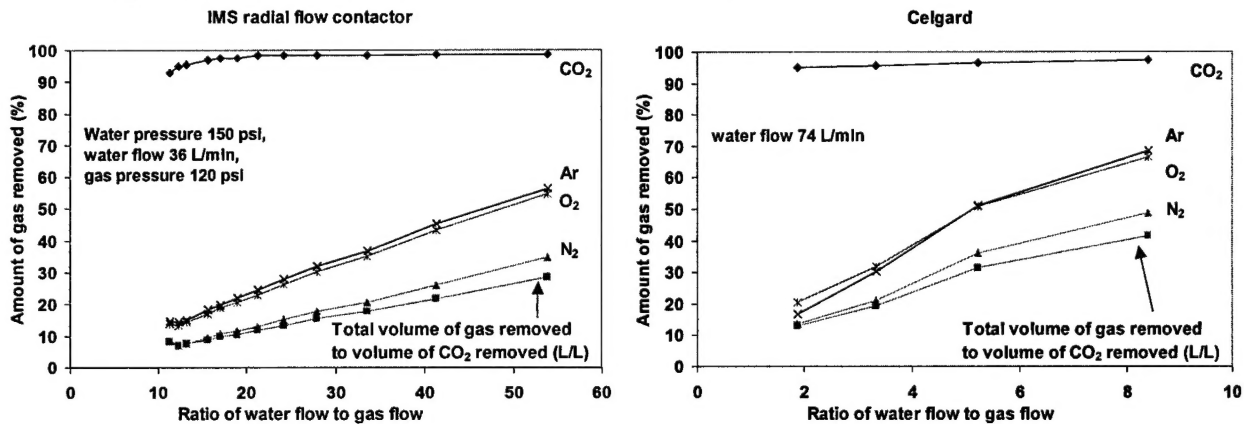 IMS radial flow contactor
100
90
80
70
60
50
40
30
20
10
0
Amount of gas removed (%)
CO₂
Water pressure 150 psi,
water flow 36 L/min,
gas pressure 120 psi
Ar
O₂
N₂
Total volume of gas removed
to volume of CO₂ removed (L/L)
0 10 20 30 40 50 60
Ratio of water flow to gas flow
Celgard
100
90
80
70
60
50
40
30
20
10
0
Amount of gas removed (%)
CO₂
water flow 74 L/min
Ar
O₂
N₂
Total volume of gas removed
to volume of CO₂ removed (L/L)
0 2 4 6 8 10
Ratio of water flow to gas flow